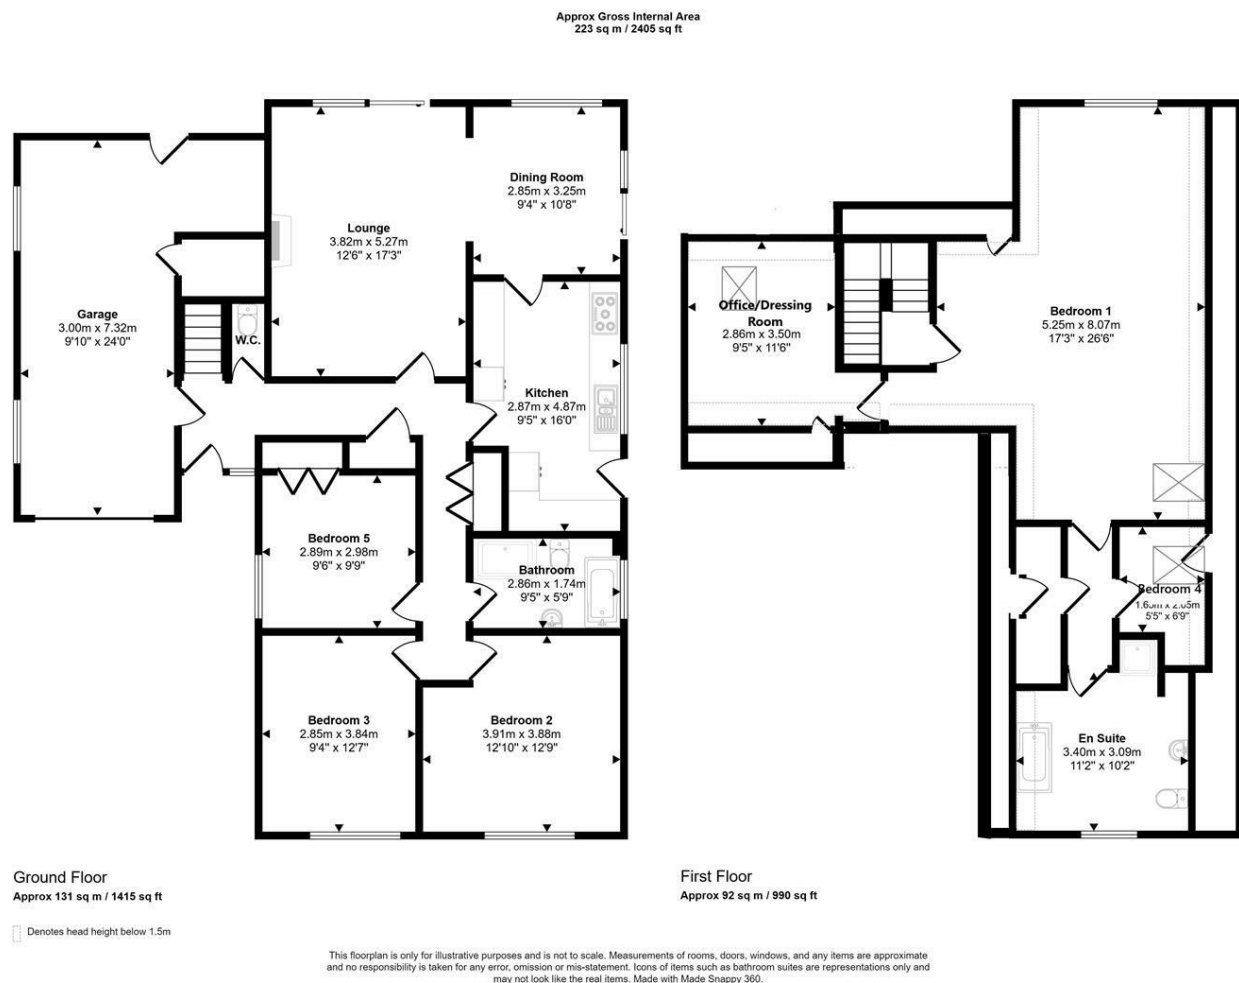 Approx Gross Internal Area
223 sq m / 2405 sq ft
Dining Room
2.85m x 3.25m
9'4" x 10'8"
Lounge
3.82m x 5.27m
12'6" x 17'3"
Garage
3.00m x 7.32m
9'10" x 24'0"
W.C.
Kitchen
2.87m x 4.87m
9'5" x 16'0"
Bedroom 5
2.89m x 2.98m
9'6" x 9'9"
Bathroom
2.86m x 1.74m
9'5" x 5'9"
Bedroom 3
2.85m x 3.84m
9'4" x 12'7"
Bedroom 2
3.91m x 3.88m
12'10" x 12'9"
Office/Dressing
Room
2.86m x 3.50m
9'5" x 11'6"
Bedroom 1
5.25m x 8.07m
17'3" x 26'6"
Bedroom 4
5'5" x 6'9"
En Suite
3.40m x 3.09m
11'2" x 10'2"
Ground Floor
Approx 131 sq m / 1415 sq ft
First Floor
Approx 92 sq m / 990 sq ft
Denotes head height below 1.5m
This floorplan is only for illustrative purposes and is not to scale. Measurements of rooms, doors, windows, and any items are approximate
and no responsibility is taken for any error, omission or mis-statement. Icons of items such as bathroom suites are representations only and
may not look like the real items. Made with Made Snappy 360.